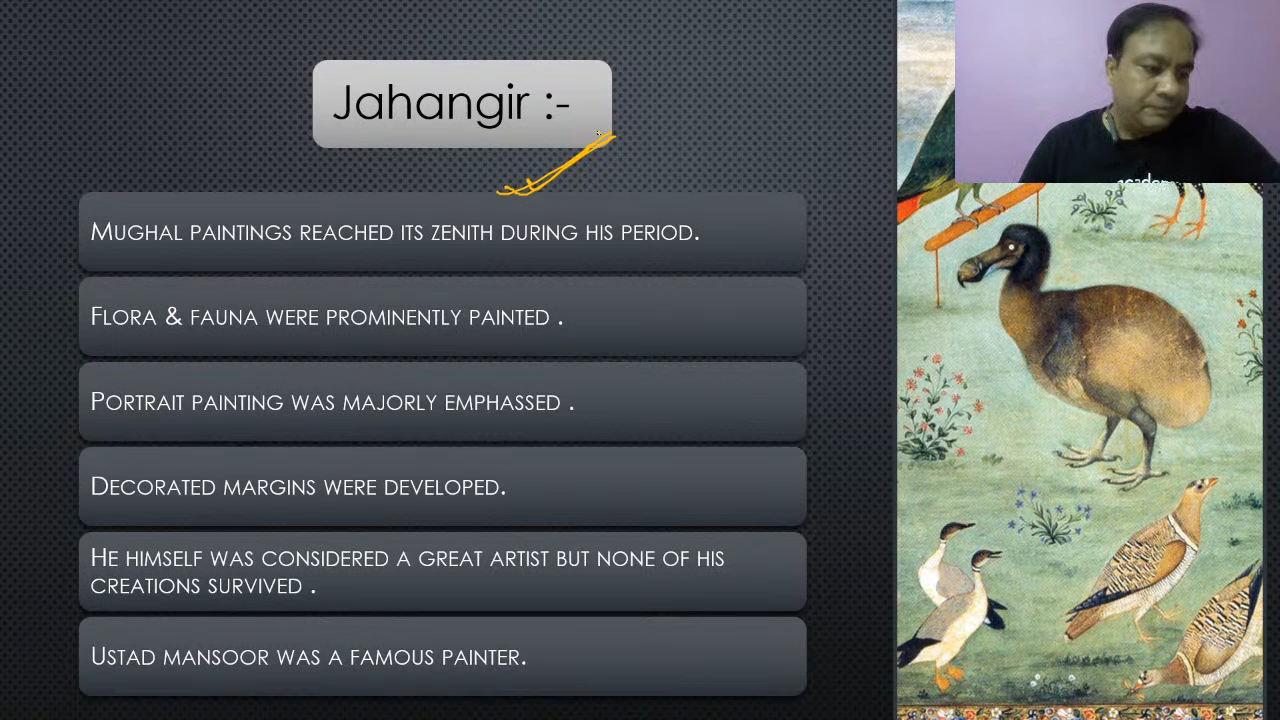 Jahangir :-
Mughal paintings reached its zenith during his period.
Flora & fauna were prominently painted .
Portrait painting was majorly emphassed .
Decorated margins were developed.
He himself was considered a great artist but none of his
creations survived .
Ustad mansoor was a famous painter.